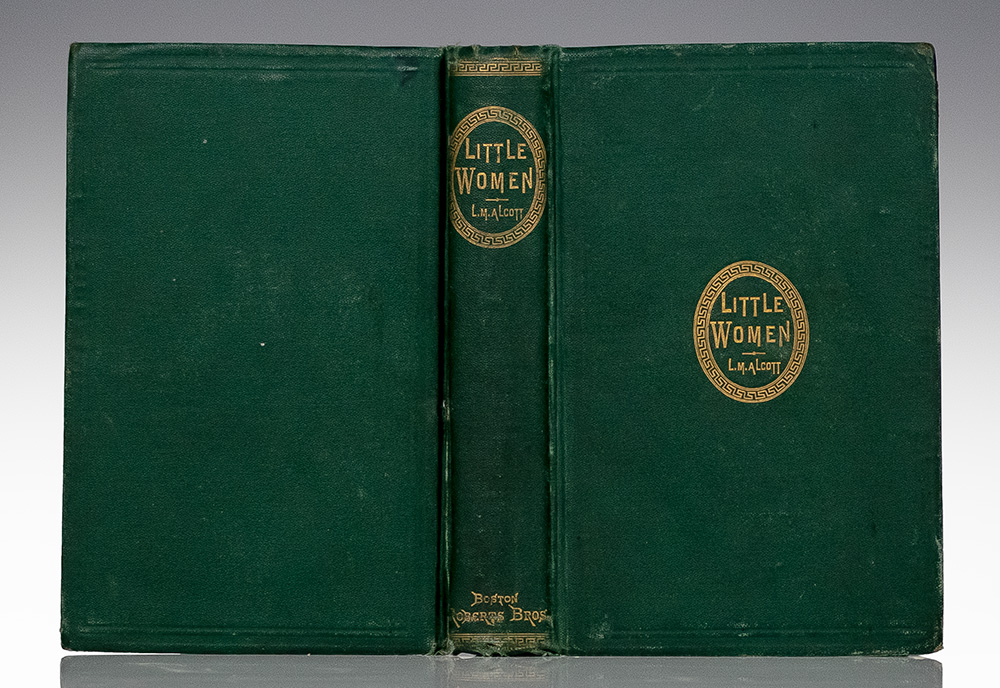 LITTLE
WOMEN
L.M. ALCOTT
BOSTON
ROBERTS BROS.
LITTLE
WOMEN
L.M. ALCOTT